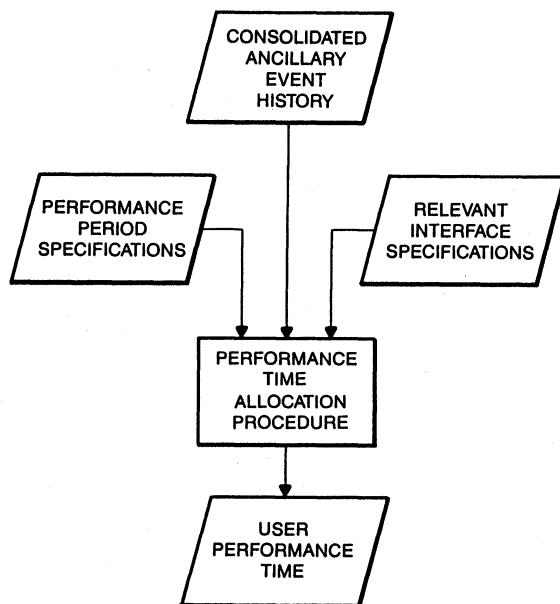 CONSOLIDATED
ANCILLARY
EVENT
HISTORY
PERFORMANCE
PERIOD
SPECIFICATIONS
RELEVANT
INTERFACE
SPECIFICATIONS
PERFORMANCE
TIME
ALLOCATION
PROCEDURE
USER
PERFORMANCE
TIME